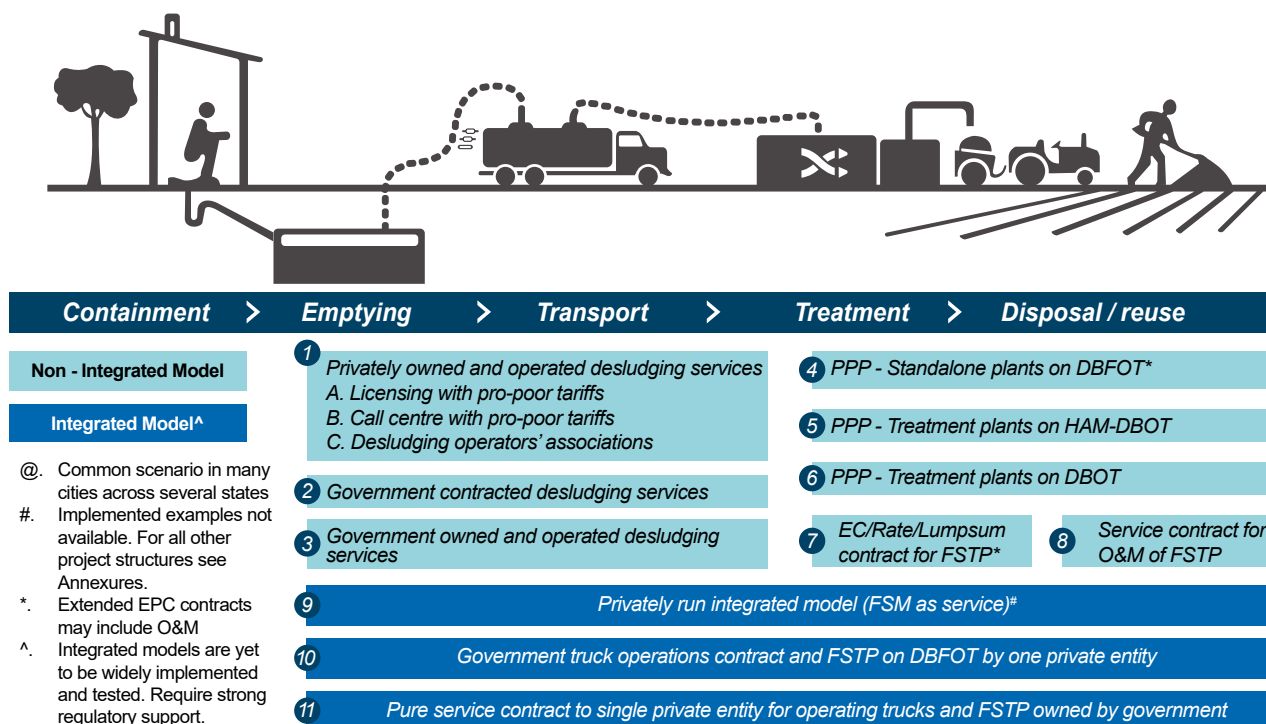 Containment > Emptying > Transport > Treatment > Disposal / reuse
Non - Integrated Model
Integrated Model^
@. Common scenario in many
cities across several states
#. Implemented examples not
available. For all other
project structures see
Annexures.
*. Extended EPC contracts
may include O&M
^. Integrated models are yet
to be widely implemented
and tested. Require strong
regulatory support.
1 Privately owned and operated desludging services
A. Licensing with pro-poor tariffs
B. Call centre with pro-poor tariffs
C. Desludging operators' associations
2 Government contracted desludging services
3 Government owned and operated desludging
services
4 PPP - Standalone plants on DBFOT*
5 PPP - Treatment plants on HAM-DBOT
6 PPP - Treatment plants on DBOT
7 EC/Rate/Lumpsum
contract for FSTP*
8 Service contract for
O&M of FSTP
9 Privately run integrated model (FSM as service)#
10 Government truck operations contract and FSTP on DBFOT by one private entity
11 Pure service contract to single private entity for operating trucks and FSTP owned by government